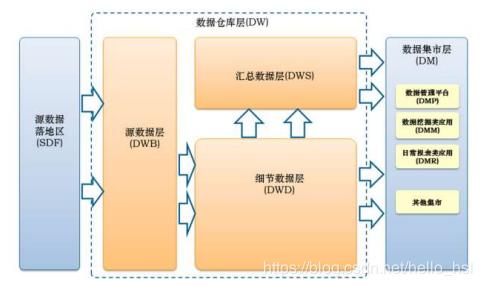 数据仓库层(DW)
源数据
落地区
(SDF)
源数据层
(DWB)
汇总数据层(DWS)
细节数据层
(DWD)
数据集市层
(DM)
数据管理平台
(DMP)
数据挖掘类应用
(DMM)
日常报表类应用
(DMR)
其他集市
https://blog.csdn.net/hello_hsl